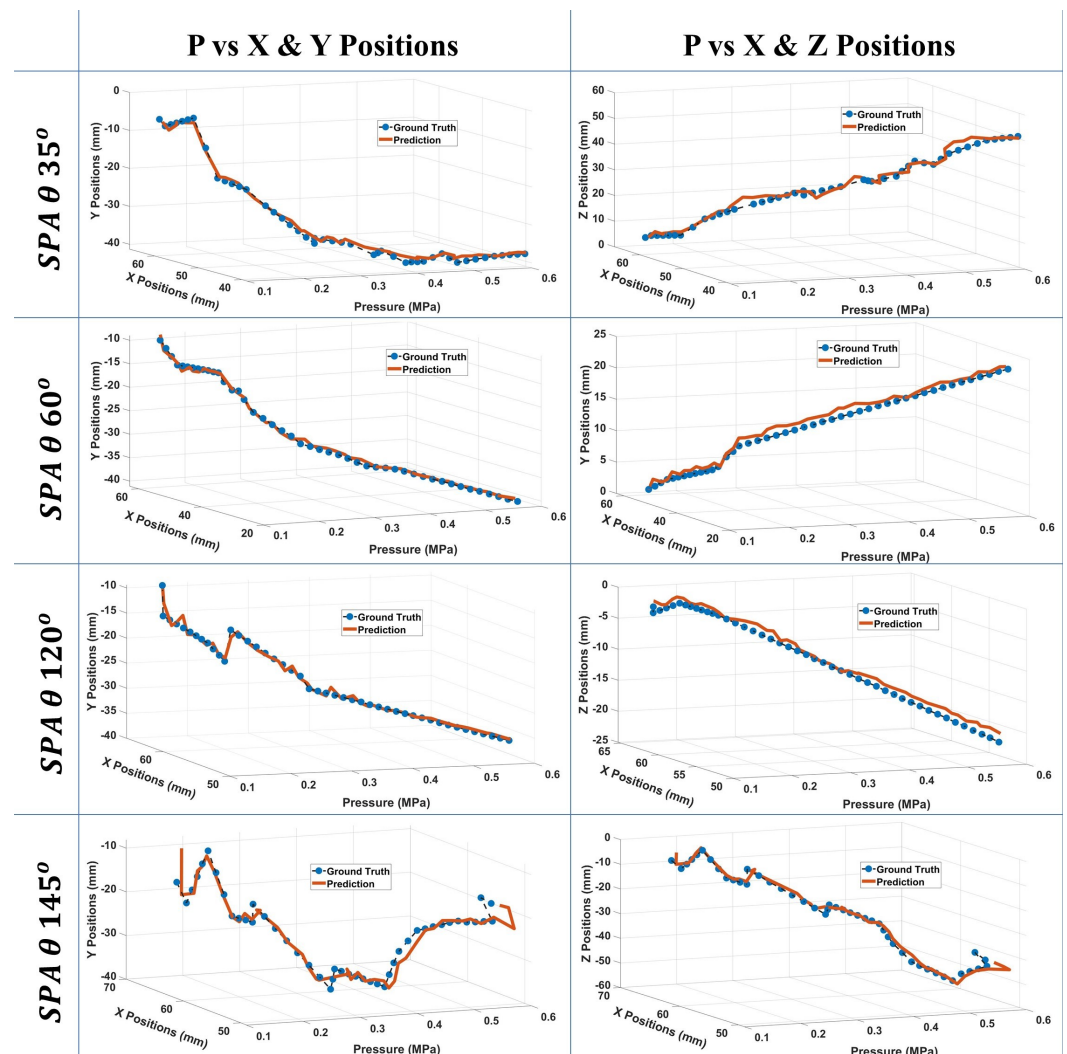 P vs X & Y Positions
P vs X & Z Positions
SPA θ 35⁰
0
-10
-20
-30
-40
Y Positions (mm)
60
50
40
X Positions (mm)
0.1
0.2
0.3
0.4
0.5
0.6
Pressure (MPa)
Ground Truth
Prediction
60
50
40
30
20
10
0
Z Positions (mm)
60
50
40
X Positions (mm)
0.1
0.2
0.3
0.4
0.5
0.6
Pressure (MPa)
Ground Truth
Prediction
SPA θ 60⁰
-10
-15
-20
-25
-30
-35
-40
Y Positions (mm)
60
40
20
X Positions (mm)
0.1
0.2
0.3
0.4
0.5
0.6
Pressure (MPa)
Ground Truth
Prediction
25
20
15
10
5
0
Y Positions (mm)
60
40
20
X Positions (mm)
0.1
0.2
0.3
0.4
0.5
0.6
Pressure (MPa)
Ground Truth
Prediction
SPA θ 120⁰
-10
-15
-20
-25
-30
-35
-40
Y Positions (mm)
60
50
X Positions (mm)
0.1
0.2
0.3
0.4
0.5
0.6
Pressure (MPa)
Ground Truth
Prediction
0
-5
-10
-15
-20
-25
Z Positions (mm)
65
60
55
50
X Positions (mm)
0.1
0.2
0.3
0.4
0.5
0.6
Pressure (MPa)
Ground Truth
Prediction
SPA θ 145⁰
-10
-20
-30
-40
Y Positions (mm)
70
60
50
X Positions (mm)
0.1
0.2
0.3
0.4
0.5
0.6
Pressure (MPa)
Ground Truth
Prediction
0
-10
-20
-30
-40
-50
-60
Z Positions (mm)
70
60
50
X Positions (mm)
0.1
0.2
0.3
0.4
0.5
0.6
Pressure (MPa)
Ground Truth
Prediction